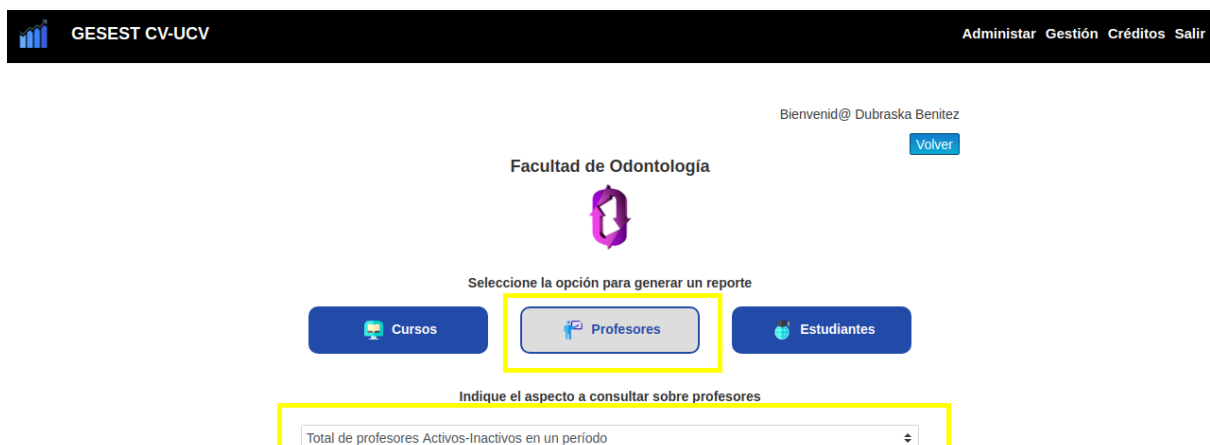 GESEST CV-UCV
Administar Gestión Créditos Salir
Bienvenid@ Dubraska Benitez
Volver
Facultad de Odontología
Seleccione la opción para generar un reporte
Cursos Profesores Estudiantes
Indique el aspecto a consultar sobre profesores
Total de profesores Activos-Inactivos en un período